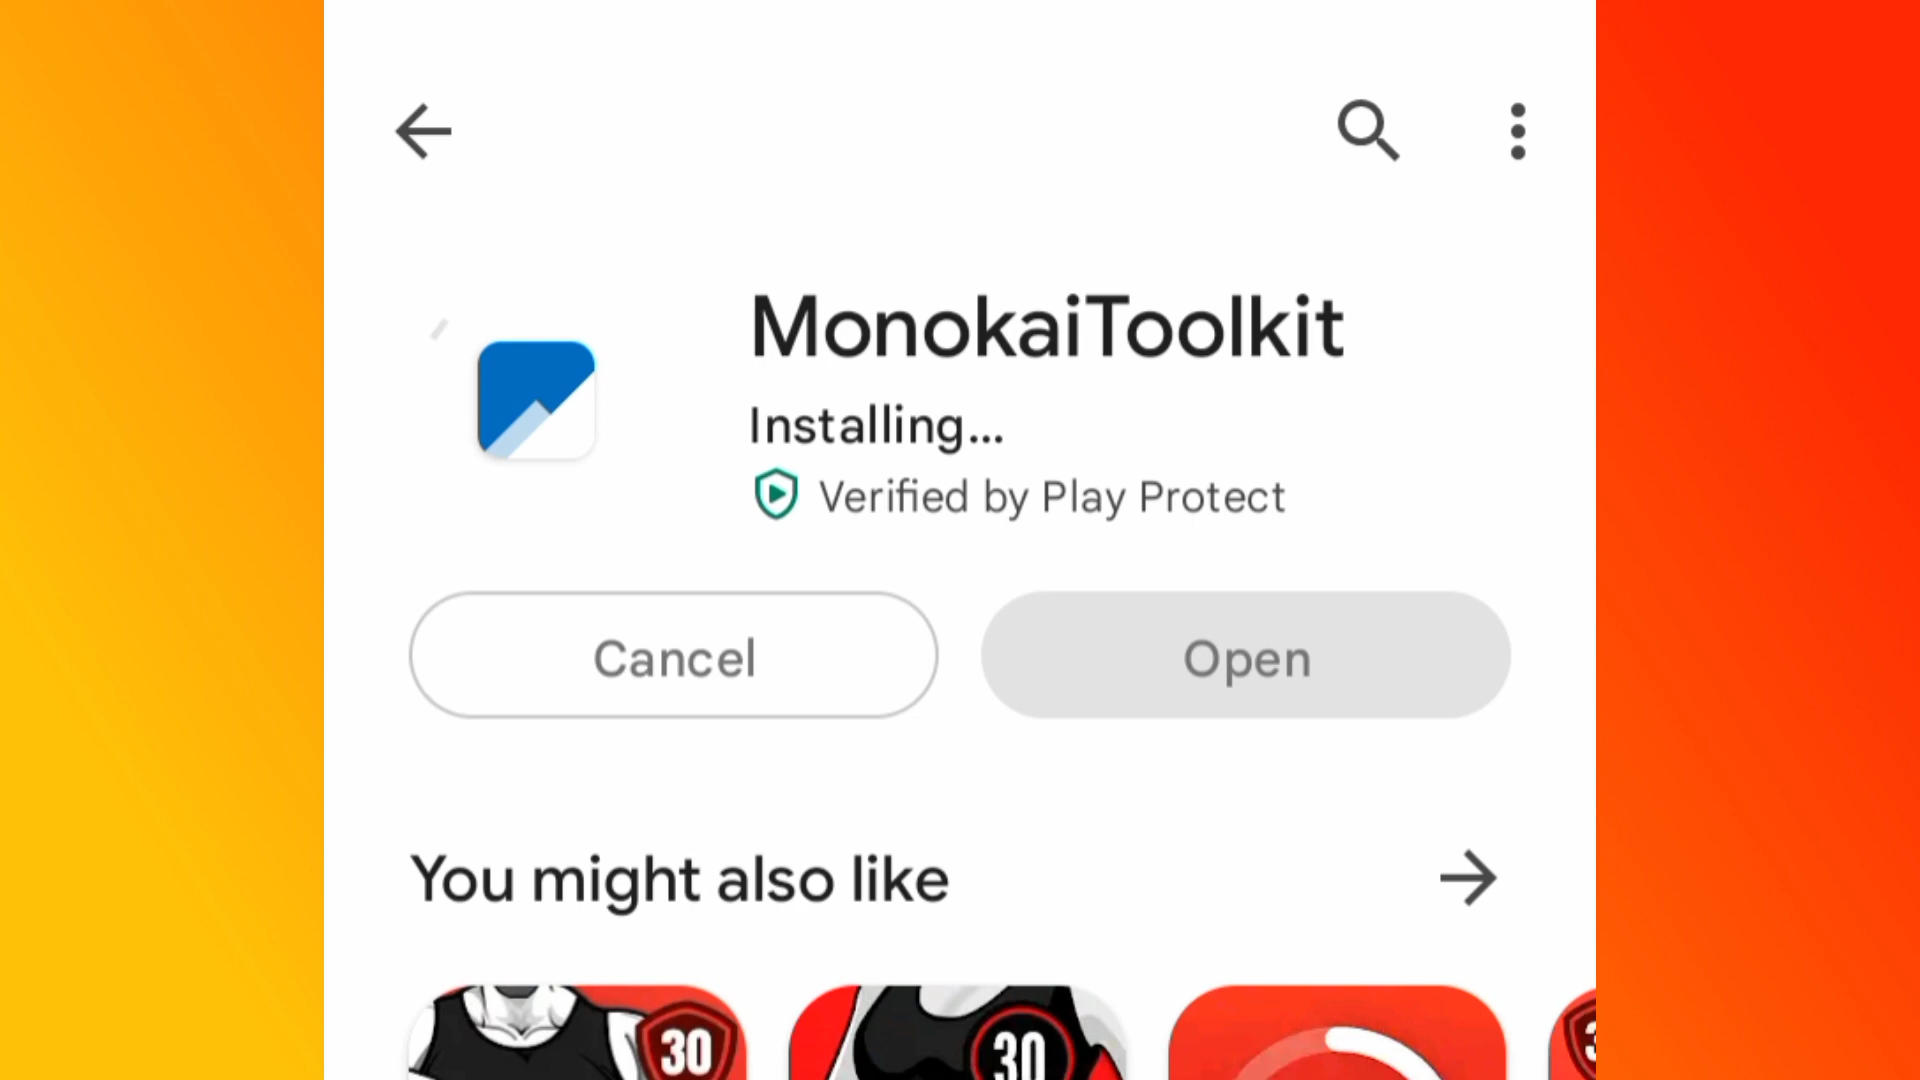 MonokaiToolkit
Installing...
Verified by Play Protect
Cancel
Open
You might also like
30
30